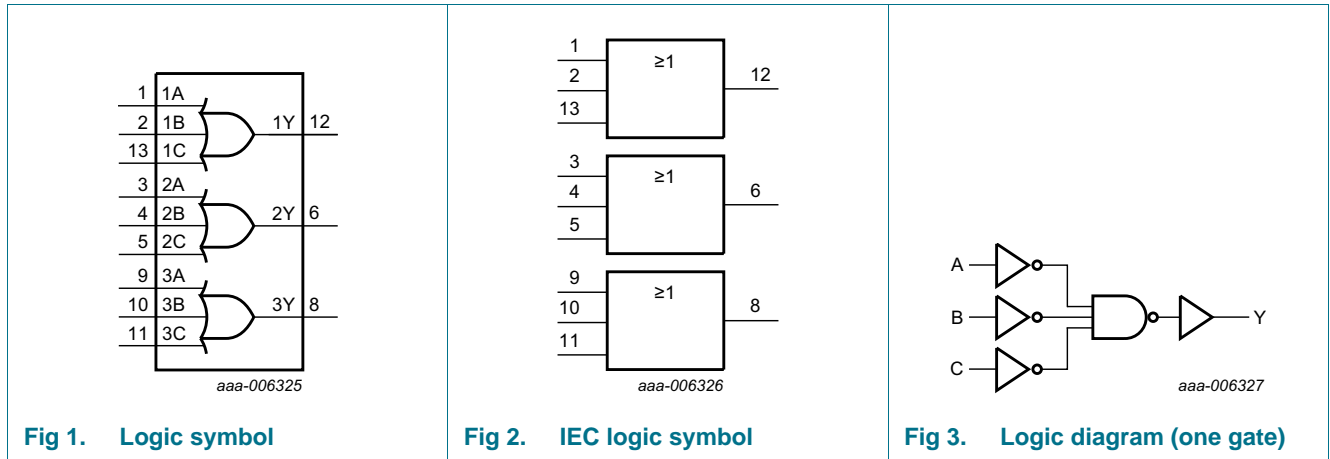 1 1A
2 1B 1Y 12
13 1C
3 2A
4 2B 2Y 6
5 2C
9 3A
10 3B 3Y 8
11 3C
aaa-006325
Fig 1. Logic symbol
1 ≥1
2 12
13
3 ≥1
4 6
5
9 ≥1
10 8
11
aaa-006326
Fig 2. IEC logic symbol
A
B Y
C
aaa-006327
Fig 3. Logic diagram (one gate)